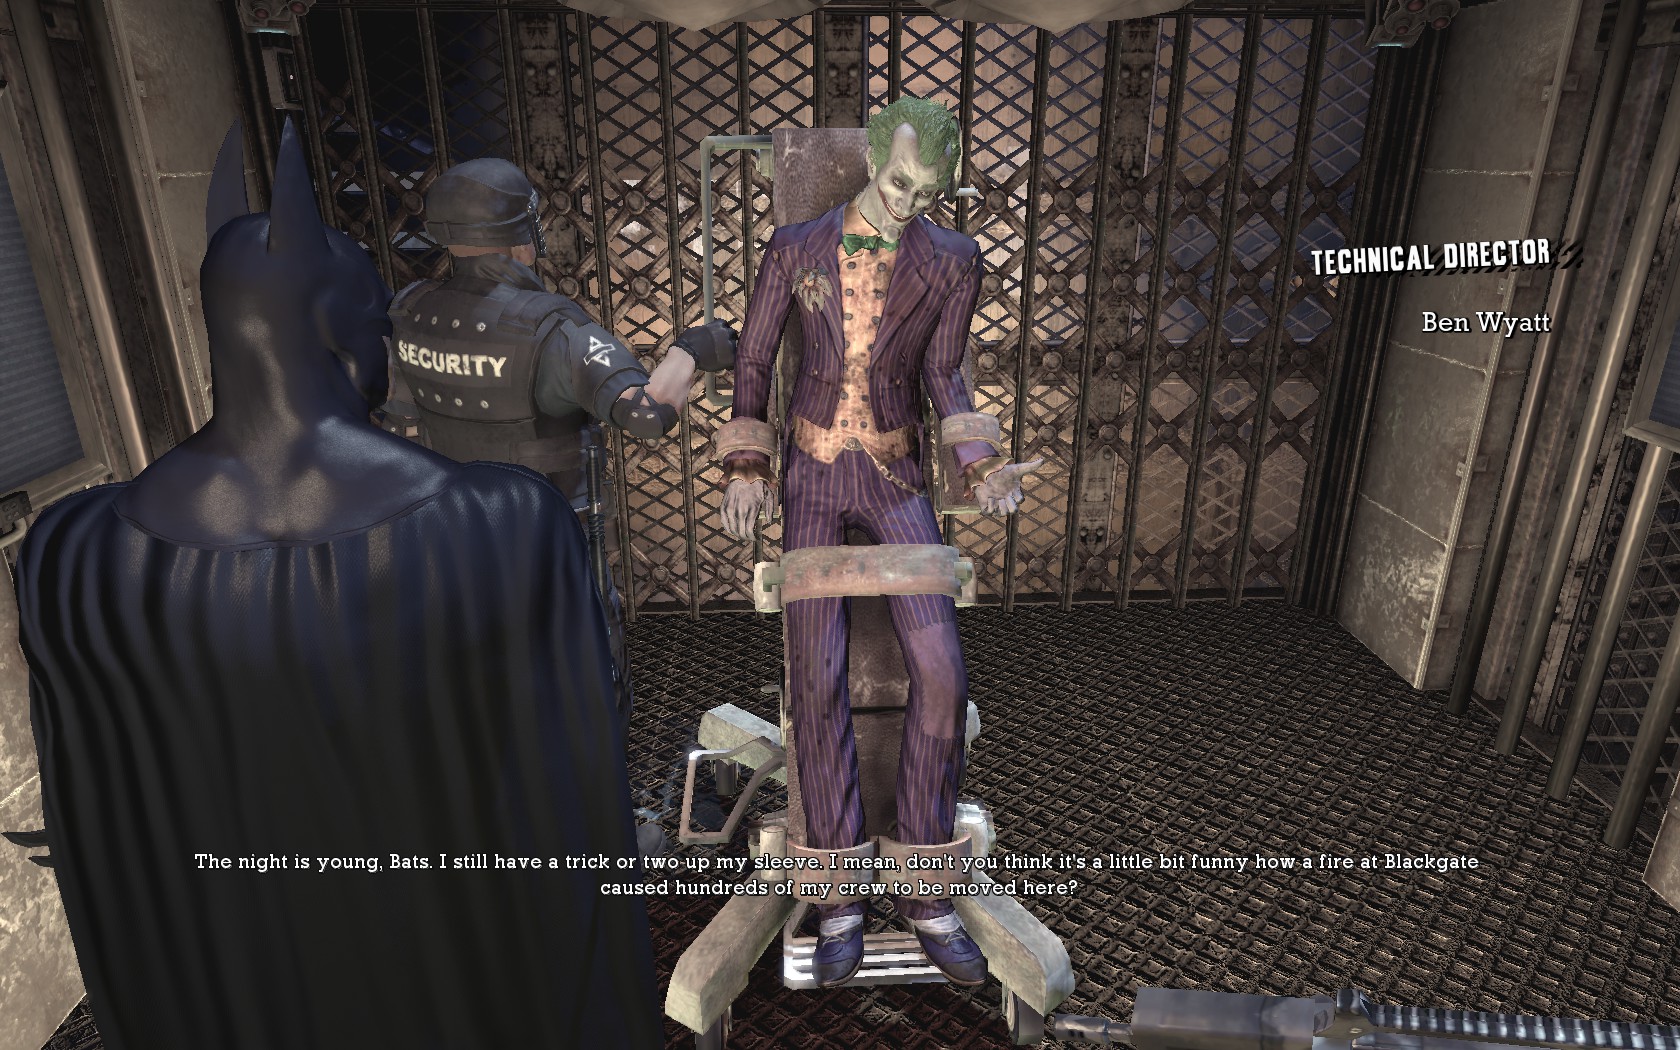 SECURITY
TECHNICAL DIRECTOR
Ben Wyatt
The night is young, Bats. I still have a trick or two up my sleeve. I mean, don't you think it's a little bit funny how a fire at Blackgate
caused hundreds of my crew to be moved here?